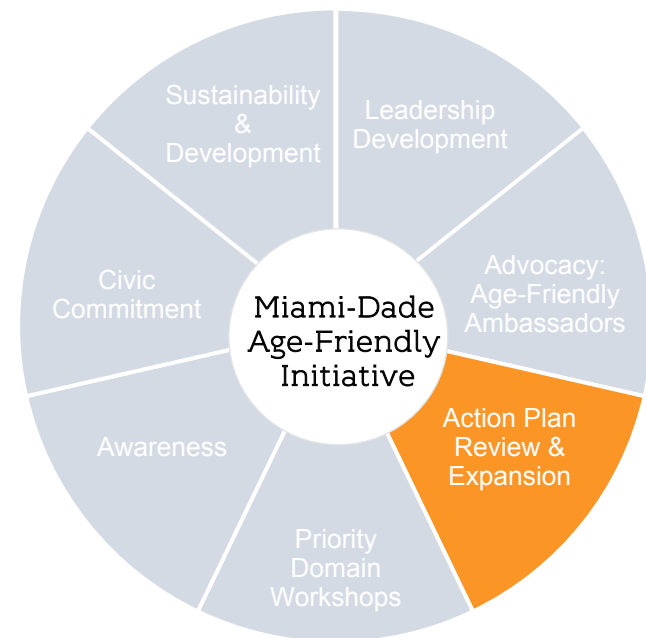 Sustainability
&
Development
Leadership
Development
Civic
Commitment
Advocacy:
Age-Friendly
Ambassadors
Miami-Dade
Age-Friendly
Initiative
Awareness
Action Plan
Review &
Expansion
Priority
Domain
Workshops